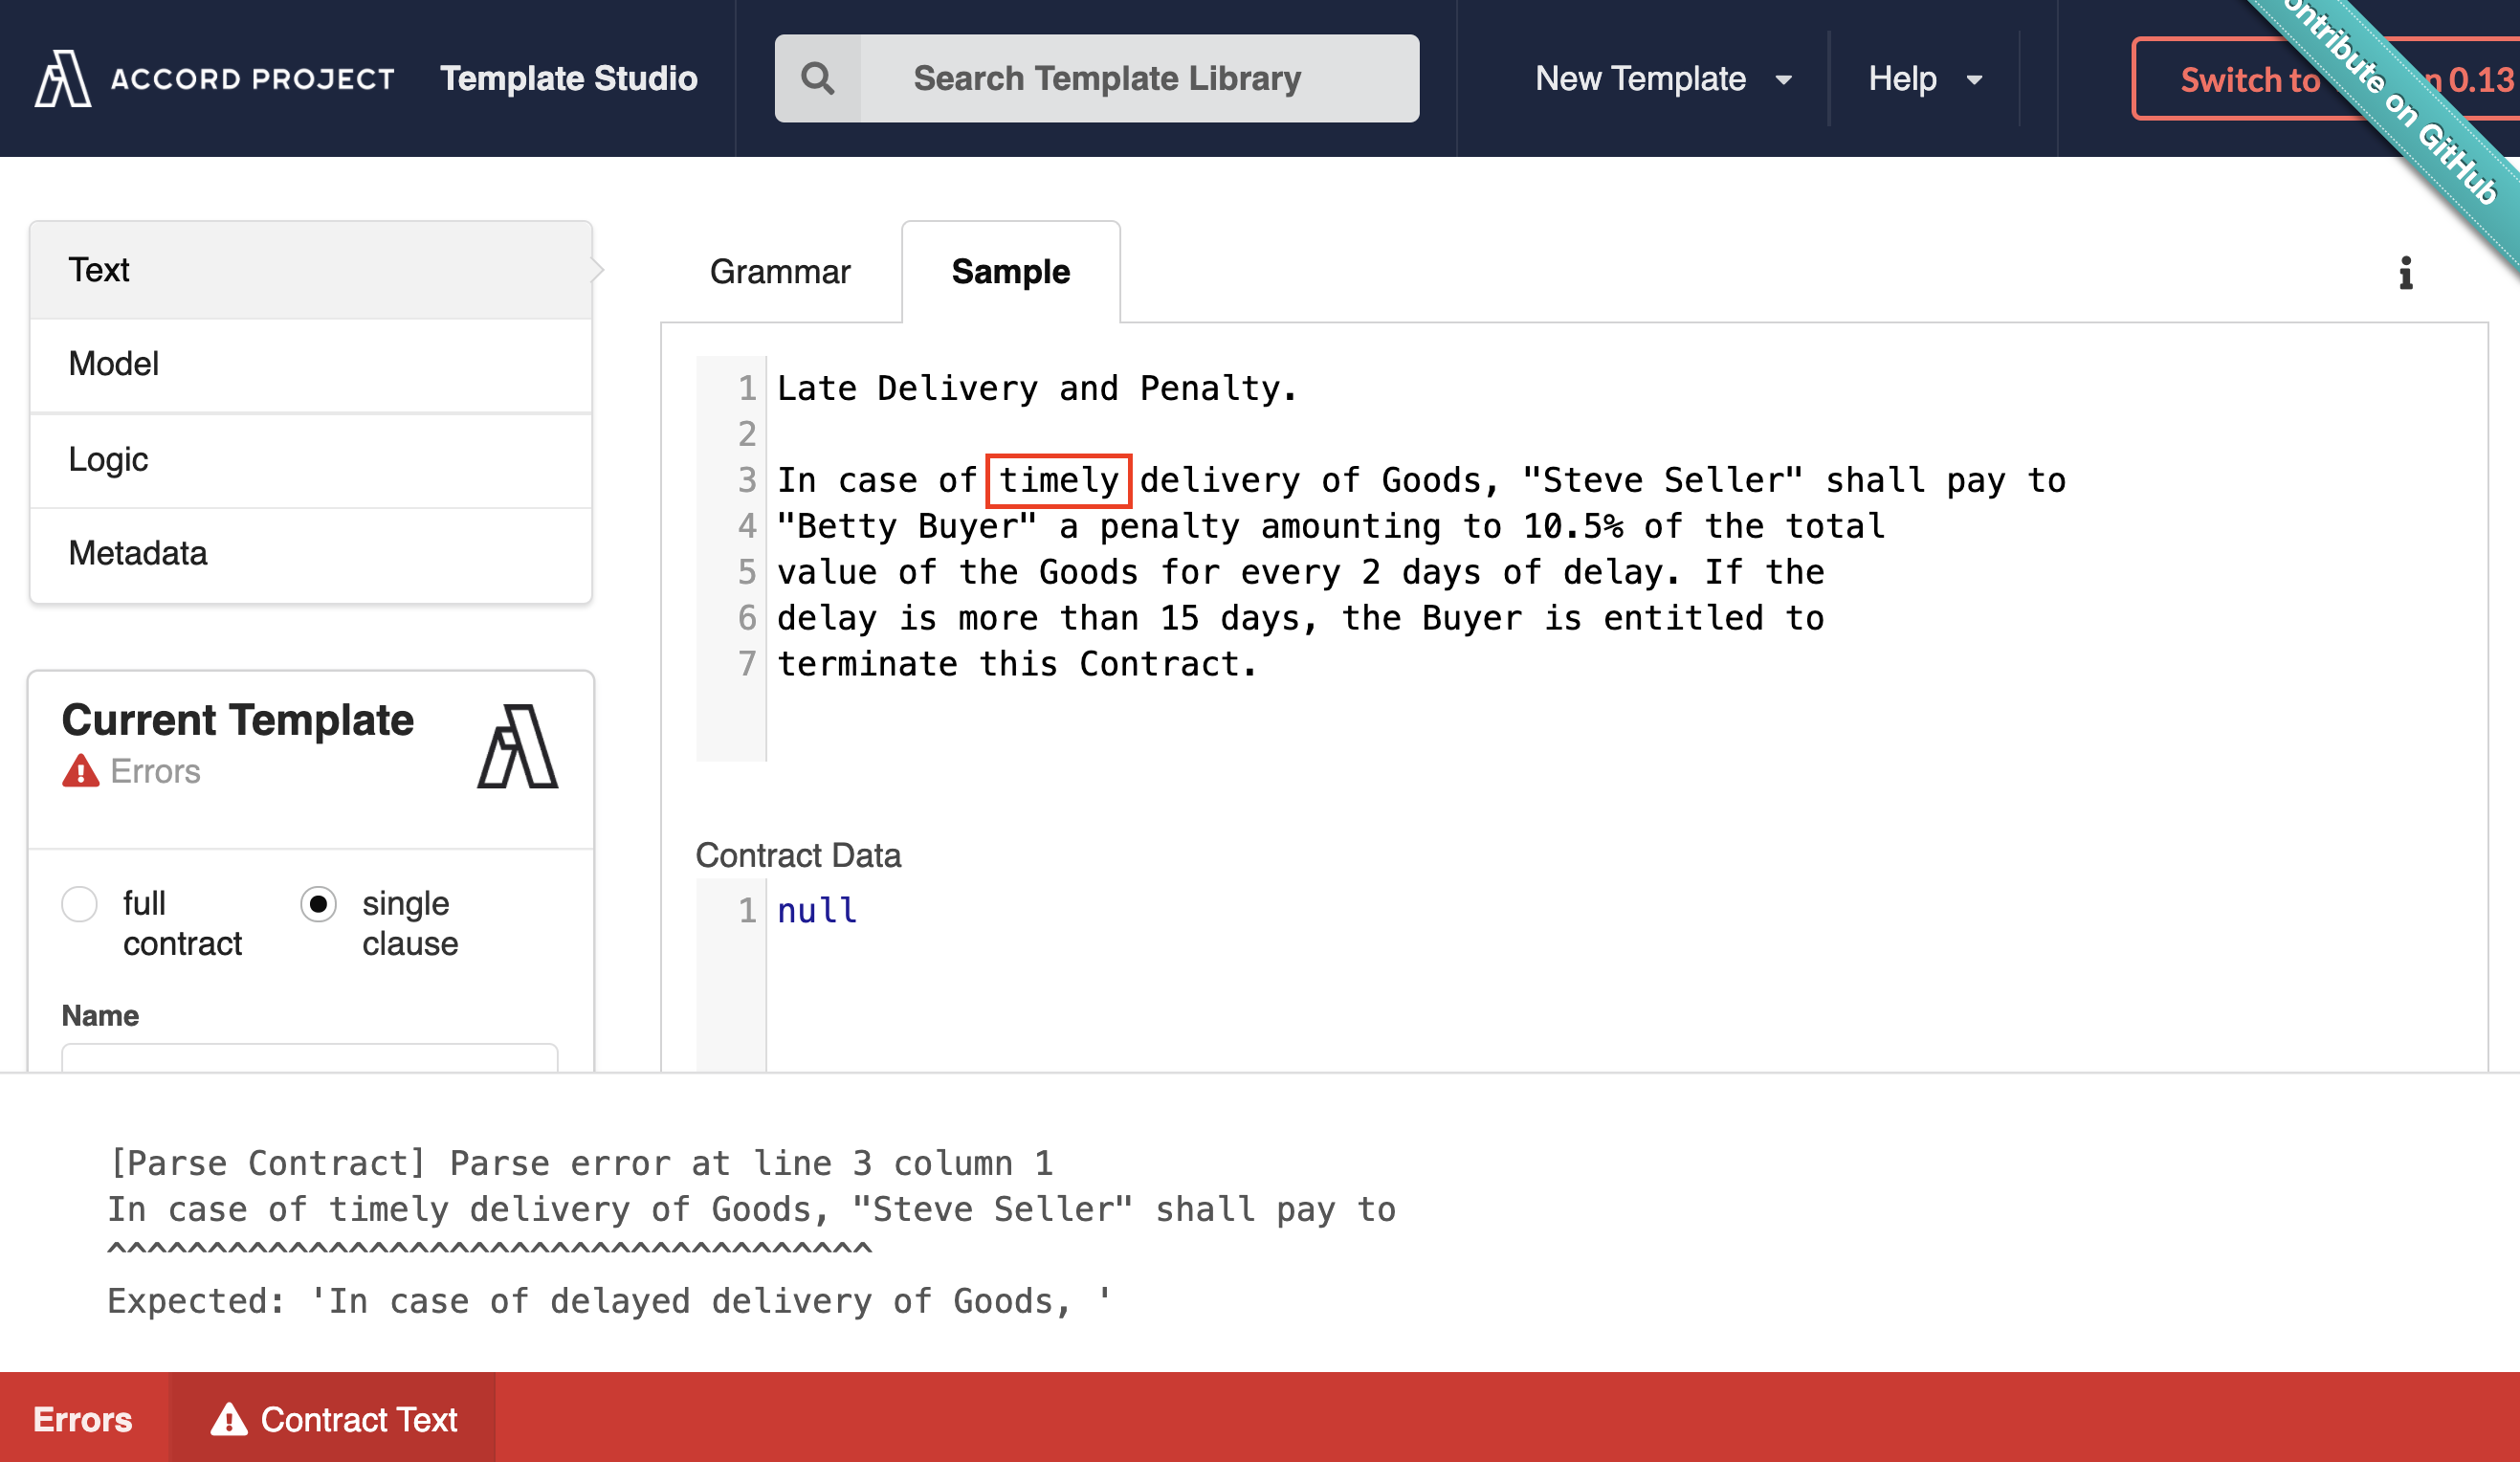 ACCORD PROJECT Template Studio Search Template Library New Template Help Switch to n 0.13
ontribute on GitHub
Text
Model
Logic
Metadata
Grammar Sample
1 Late Delivery and Penalty.
2
3 In case of timely delivery of Goods, "Steve Seller" shall pay to
4 "Betty Buyer" a penalty amounting to 10.5% of the total
5 value of the Goods for every 2 days of delay. If the
6 delay is more than 15 days, the Buyer is entitled to
7 terminate this Contract.
Current Template
Errors
full contract
single clause
Name
Contract Data
1 null
[Parse Contract] Parse error at line 3 column 1
In case of timely delivery of Goods, "Steve Seller" shall pay to
^^^^^^^^^^^^^^^^^^^^^^^^^^^^^^^^^^^^^^
Expected: 'In case of delayed delivery of Goods, '
Errors Contract Text